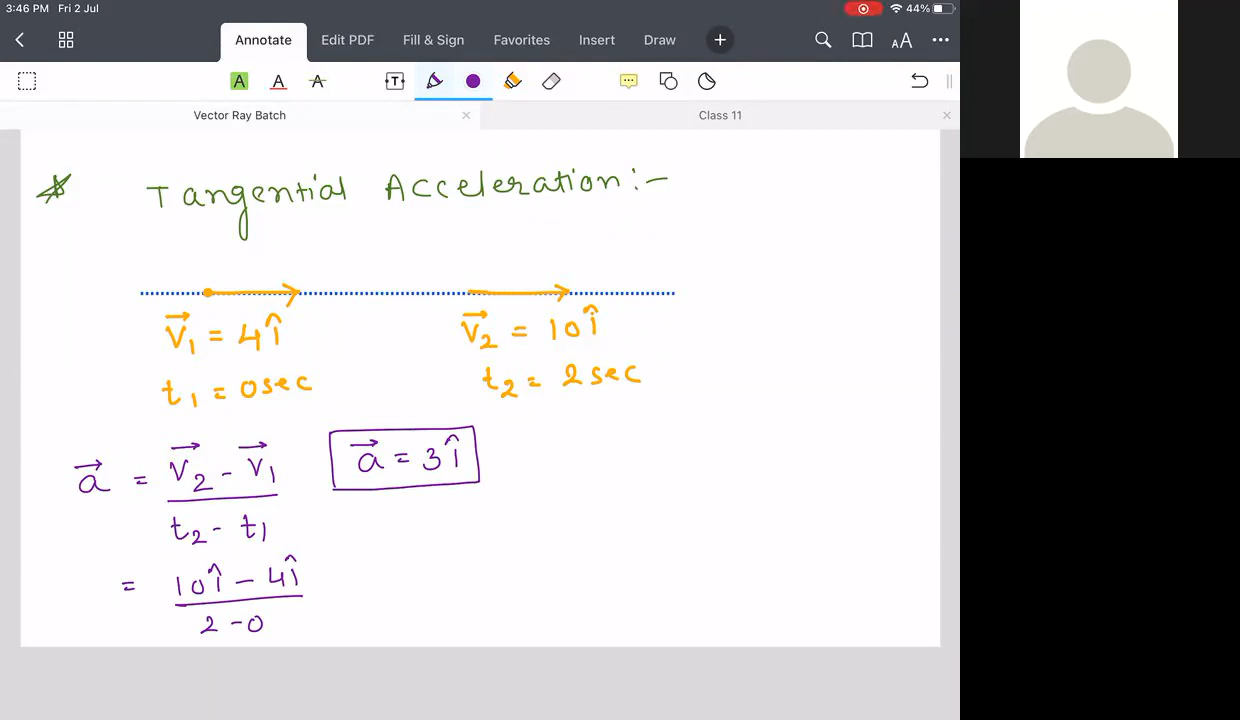 3:46 PM Fri 2 Jul 44%
Annotate Edit PDF Fill & Sign Favorites Insert Draw
Vector Ray Batch Class 11
Tangential Acceleration:-
v⃗₁ = 4î v⃗₂ = 10î
t₁ = 0sec t₂ = 2sec
a⃗ = (v⃗₂ - v⃗₁)/(t₂ - t₁) a⃗ = 3î
= (10î - 4î)/(2 - 0)